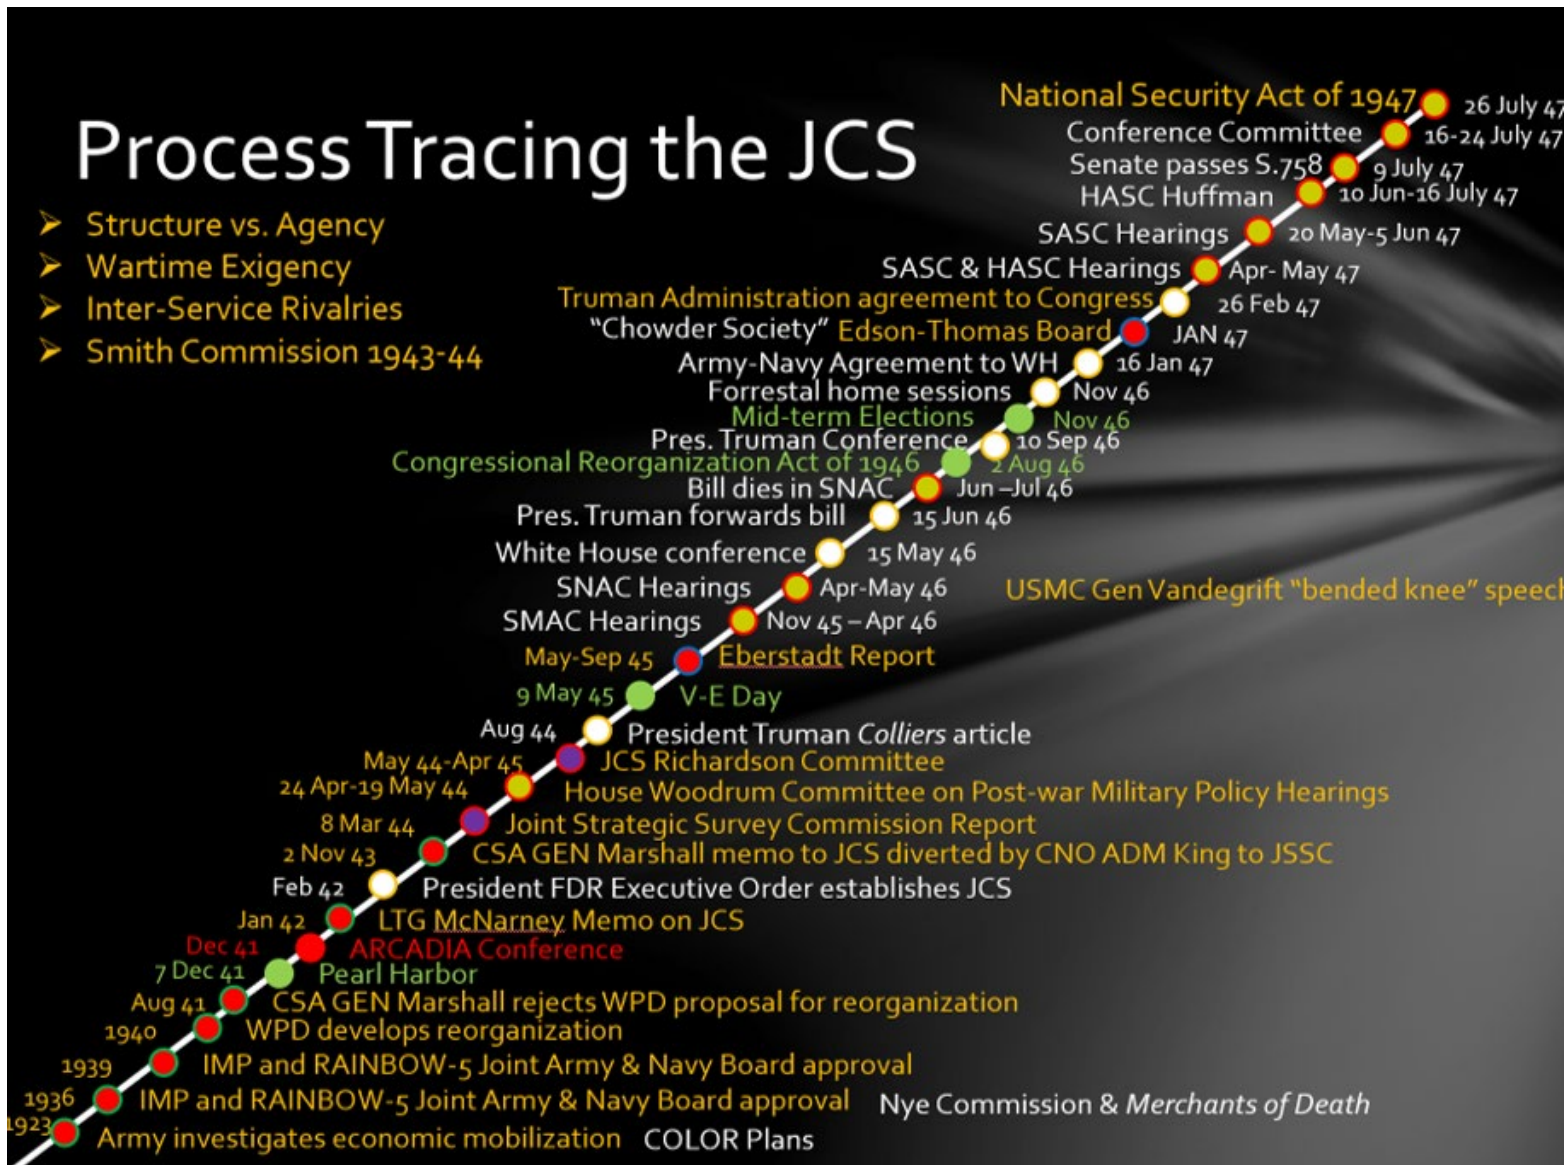 Process Tracing the JCS
Structure vs. Agency
Wartime Exigency
Inter-Service Rivalries
Smith Commission 1943-44
National Security Act of 1947 26 July 47
Conference Committee 16-24 July 47
Senate passes S.758 9 July 47
HASC Huffman 10 Jun-16 July 47
SASC Hearings 20 May-5 Jun 47
SASC & HASC Hearings Apr- May 47
Truman Administration agreement to Congress 26 Feb 47
“Chowder Society” Edson-Thomas Board JAN 47
Army-Navy Agreement to WH 16 Jan 47
Forrestal home sessions Nov 46
Mid-term Elections Nov 46
Pres. Truman Conference 10 Sep 46
Congressional Reorganization Act of 1946 2 Aug 46
Bill dies in SNAC Jun –Jul 46
Pres. Truman forwards bill 15 Jun 46
White House conference 15 May 46
SNAC Hearings Apr-May 46 USMC Gen Vandegrift “bended knee” speech
SMAC Hearings Nov 45 – Apr 46
May-Sep 45 Eberstadt Report
9 May 45 V-E Day
Aug 44 President Truman Colliers article
May 44-Apr 45 JCS Richardson Committee
24 Apr-19 May 44 House Woodrum Committee on Post-war Military Policy Hearings
8 Mar 44 Joint Strategic Survey Commission Report
2 Nov 43 CSA GEN Marshall memo to JCS diverted by CNO ADM King to JSSC
Feb 42 President FDR Executive Order establishes JCS
Jan 42 LTG McNarney Memo on JCS
Dec 41 ARCADIA Conference
7 Dec 41 Pearl Harbor
Aug 41 CSA GEN Marshall rejects WPD proposal for reorganization
1940 WPD develops reorganization
1939 IMP and RAINBOW-5 Joint Army & Navy Board approval
1936 IMP and RAINBOW-5 Joint Army & Navy Board approval Nye Commission & Merchants of Death
1923 Army investigates economic mobilization COLOR Plans